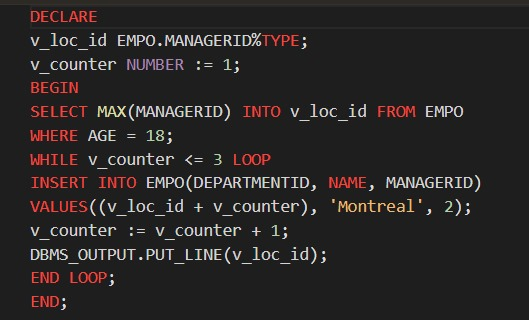 DECLARE
v_loc_id EMPO.MANAGERID%TYPE;
v_counter NUMBER := 1;
BEGIN
SELECT MAX(MANAGERID) INTO v_loc_id FROM EMPO
WHERE AGE = 18;
WHILE v_counter <= 3 LOOP
INSERT INTO EMPO(DEPARTMENTID, NAME, MANAGERID)
VALUES((v_loc_id + v_counter), 'Montreal', 2);
v_counter := v_counter + 1;
DBMS_OUTPUT.PUT_LINE(v_loc_id);
END LOOP;
END;